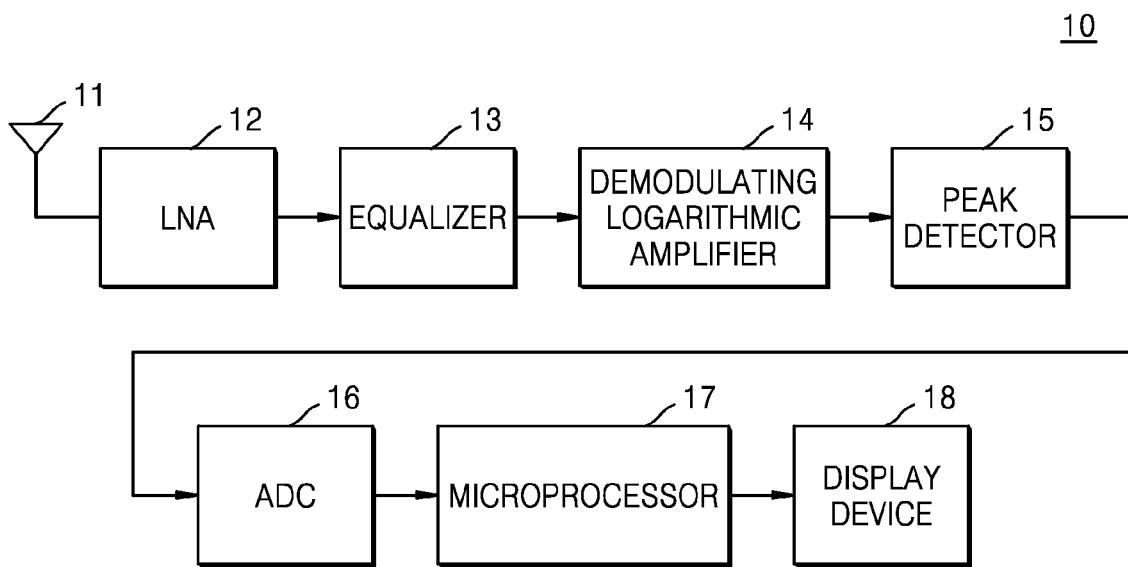 10
11
12
13
14
15
LNA
EQUALIZER
DEMODULATING
LOGARITHMIC
AMPLIFIER
PEAK
DETECTOR
16
17
18
ADC
MICROPROCESSOR
DISPLAY
DEVICE